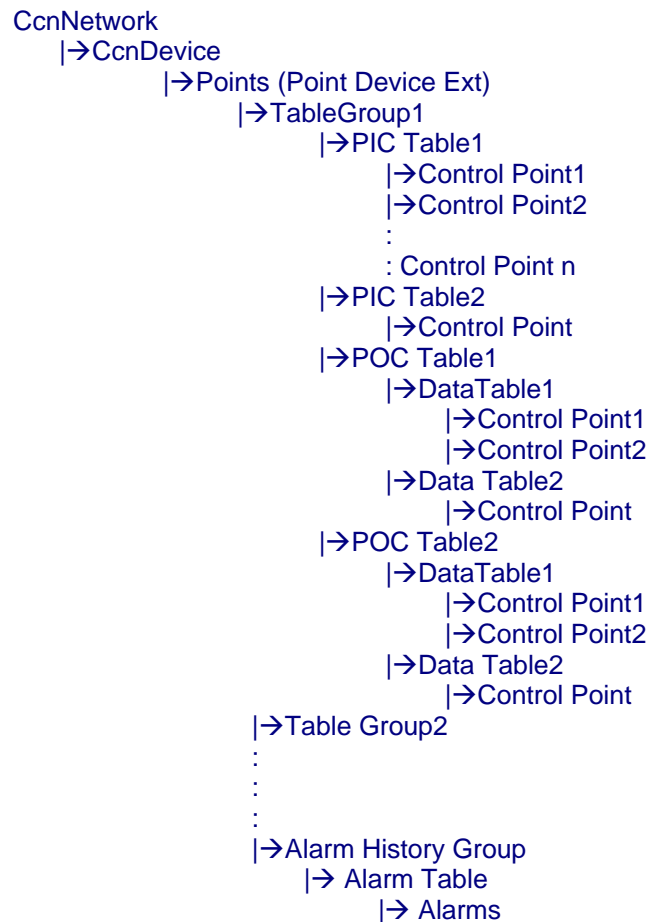 CcnNetwork
|→CcnDevice
|→Points (Point Device Ext)
|→TableGroup1
|→PIC Table1
|→Control Point1
|→Control Point2
:
: Control Point n
|→PIC Table2
|→Control Point
|→POC Table1
|→DataTable1
|→Control Point1
|→Control Point2
|→Data Table2
|→Control Point
|→POC Table2
|→DataTable1
|→Control Point1
|→Control Point2
|→Data Table2
|→Control Point
|→Table Group2
:
:
:
|→Alarm History Group
|→ Alarm Table
|→ Alarms